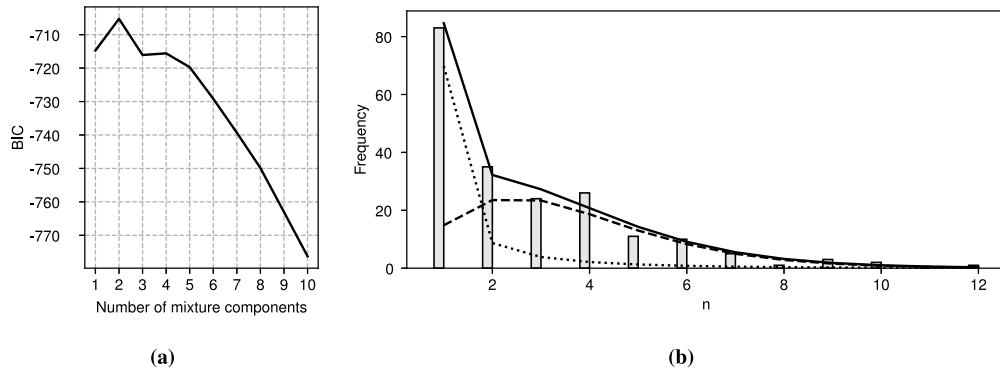 -710
-720
-730
-740
-750
-760
-770
BIC
1 2 3 4 5 6 7 8 9 10
Number of mixture components
(a)
80
60
40
20
0
Frequency
2 4 6 8 10 12
n
(b)